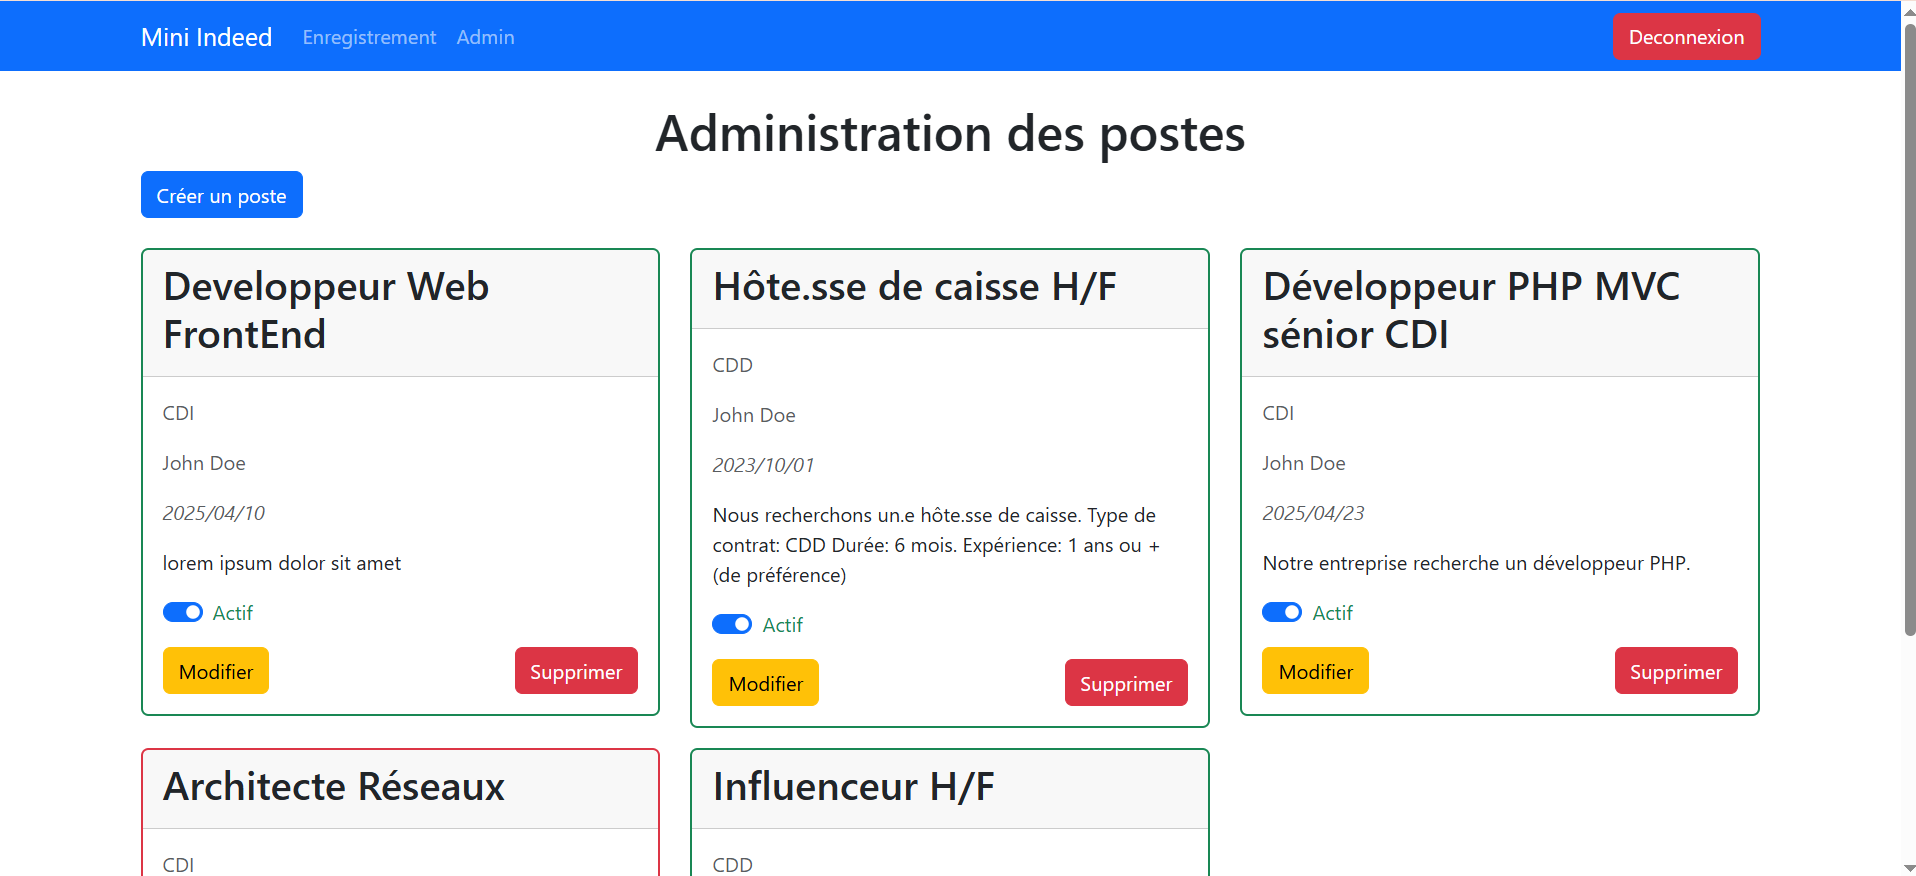 Mini Indeed Enregistrement Admin Deconnexion
Administration des postes
Créer un poste
Developpeur Web
FrontEnd
CDI
John Doe
2025/04/10
lorem ipsum dolor sit amet
Actif
Modifier Supprimer
Hôte.sse de caisse H/F
CDD
John Doe
2023/10/01
Nous recherchons un.e hôte.sse de caisse. Type de
contrat: CDD Durée: 6 mois. Expérience: 1 ans ou +
(de préférence)
Actif
Modifier Supprimer
Développeur PHP MVC
sénior CDI
CDI
John Doe
2025/04/23
Notre entreprise recherche un développeur PHP.
Actif
Modifier Supprimer
Architecte Réseaux
CDI
Influenceur H/F
CDD